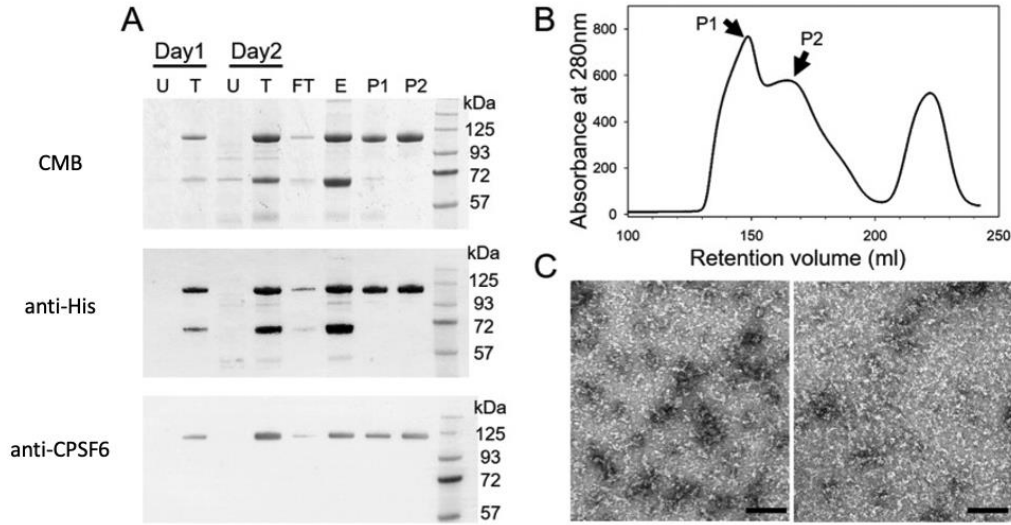 A
Day1 Day2
U T U T FT E P1 P2
kDa
CMB
125
93
72
57
kDa
anti-His
125
93
72
57
kDa
anti-CPSF6
125
93
72
57
B
P1
P2
Absorbance at 280nm
800
600
400
200
0
100 150 200 250
Retention volume (ml)
C